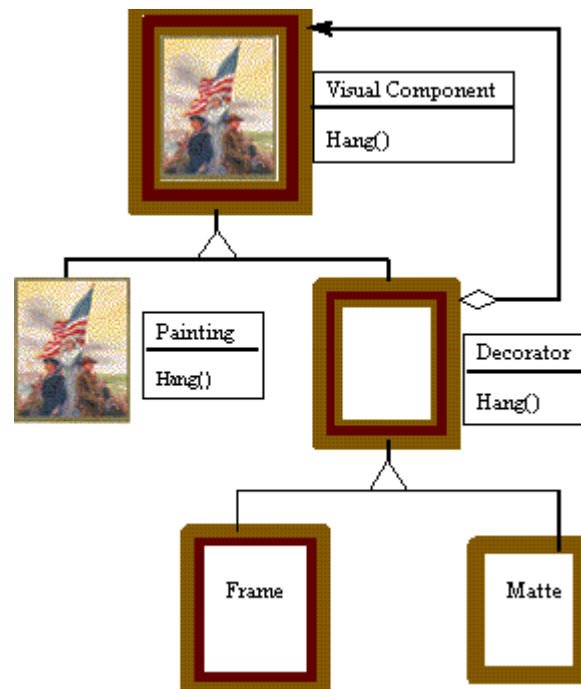 Visual Component
Hang()
Painting
Hang()
Decorator
Hang()
Frame
Matte